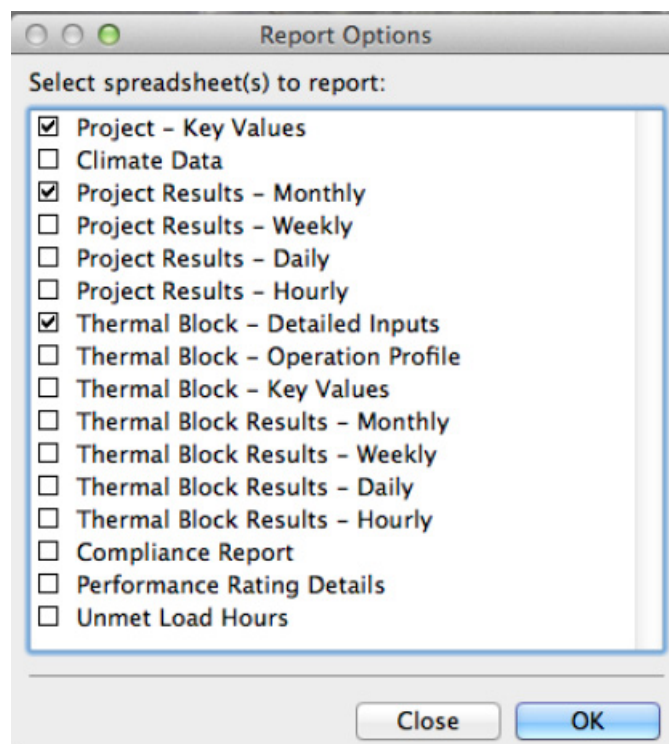 Report Options
Select spreadsheet(s) to report:
Project – Key Values
Climate Data
Project Results – Monthly
Project Results – Weekly
Project Results – Daily
Project Results – Hourly
Thermal Block – Detailed Inputs
Thermal Block – Operation Profile
Thermal Block – Key Values
Thermal Block Results – Monthly
Thermal Block Results – Weekly
Thermal Block Results – Daily
Thermal Block Results – Hourly
Compliance Report
Performance Rating Details
Unmet Load Hours
Close OK